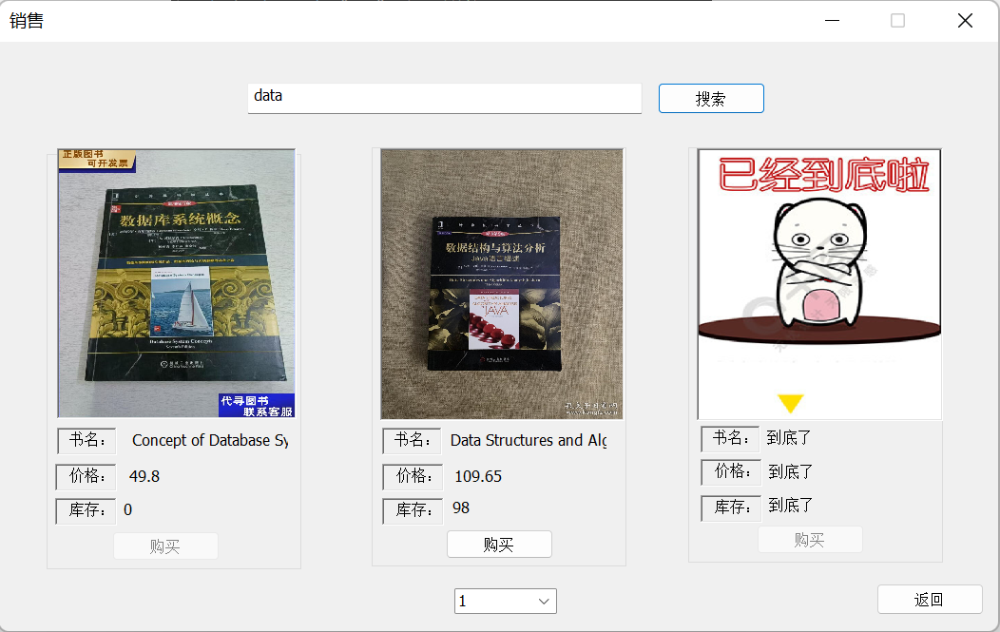 销售
data
搜索
正版图书
可开发票
数据库系统概念
Database System Concepts
代寻图书
联系客服
数据结构与算法分析
Java语言描述
JAVA
已经到底啦
书名：
Concept of Database Sy
价格：
49.8
库存：
0
购买
书名：
Data Structures and Alg
价格：
109.65
库存：
98
购买
书名：
到底了
价格：
到底了
库存：
到底了
购买
1
返回